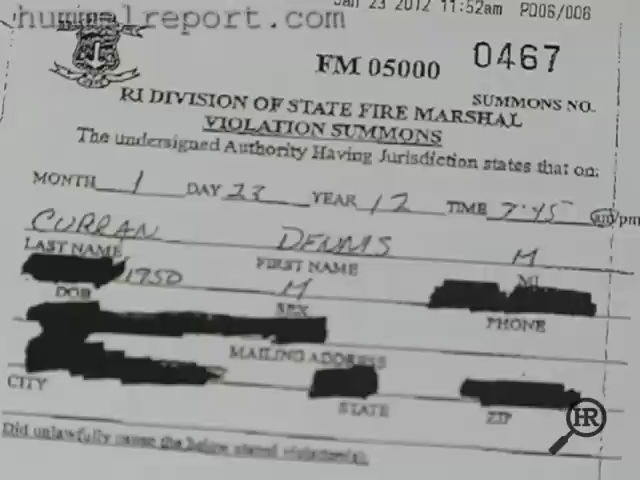 hummelreport.com
Jan 23 2012 11:52am P006/008
FM 05000
0467
SUMMONS NO.
RI DIVISION OF STATE FIRE MARSHAL
VIOLATION SUMMONS
The undersigned Authority Having Jurisdiction states that on:
MONTH 1 DAY 23 YEAR 12 TIME 7:45 am/pm
CURRAN DENNIS M
LAST NAME FIRST NAME MI
1950 M
DOB SEX PHONE
MAILING ADDRESS
CITY STATE ZIP
Did unlawfully cause the below stated violation(s).
HR